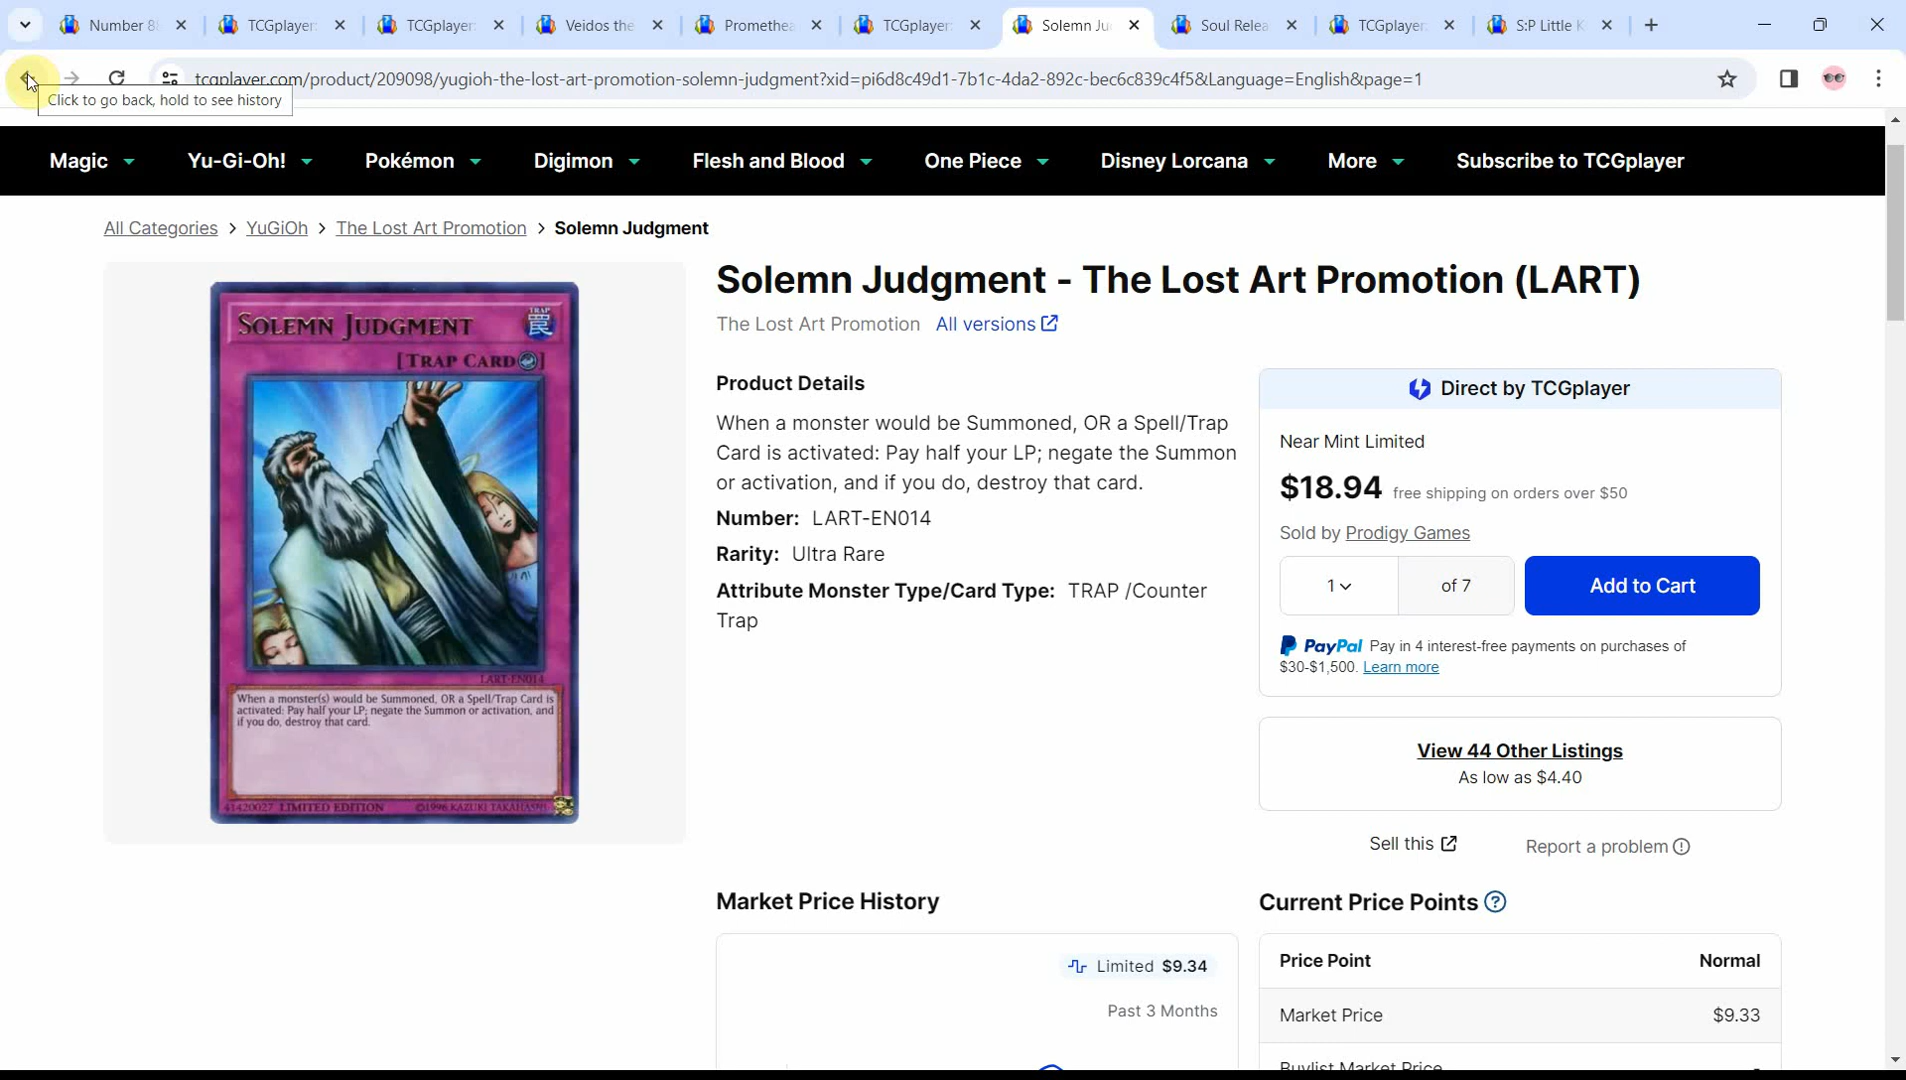 Number 8
TCGplayer:
TCGplayer:
Veidos the
Promethea
TCGplayer:
Solemn Ju
Soul Relea
TCGplayer:
S:P Little K
tcgplayer.com/product/209098/yugioh-the-lost-art-promotion-solemn-judgment?xid=pi6d8c49d1-7b1c-4da2-892c-bec6c839c4f5&Language=English&page=1
Click to go back, hold to see history
Magic Yu-Gi-Oh! Pokémon Digimon Flesh and Blood One Piece Disney Lorcana More Subscribe to TCGplayer
All Categories > YuGiOh > The Lost Art Promotion > Solemn Judgment
SOLEMN JUDGMENT
TRAP
罠
[TRAP CARD]
LART-EN014
When a monster(s) would be Summoned, OR a Spell/Trap Card is
activated: Pay half your LP; negate the Summon or activation, and
if you do, destroy that card.
41420027 LIMITED EDITION ©1996 KAZUKI TAKAHASHI
Solemn Judgment - The Lost Art Promotion (LART)
The Lost Art Promotion All versions
Product Details
When a monster would be Summoned, OR a Spell/Trap
Card is activated: Pay half your LP; negate the Summon
or activation, and if you do, destroy that card.
Number: LART-EN014
Rarity: Ultra Rare
Attribute Monster Type/Card Type: TRAP /Counter
Trap
Direct by TCGplayer
Near Mint Limited
$18.94 free shipping on orders over $50
Sold by Prodigy Games
1 of 7 Add to Cart
PayPal Pay in 4 interest-free payments on purchases of
$30-$1,500. Learn more
View 44 Other Listings
As low as $4.40
Sell this
Report a problem
Market Price History
Limited $9.34
Past 3 Months
Current Price Points
Price Point Normal
Market Price $9.33
Buylist Market Price -